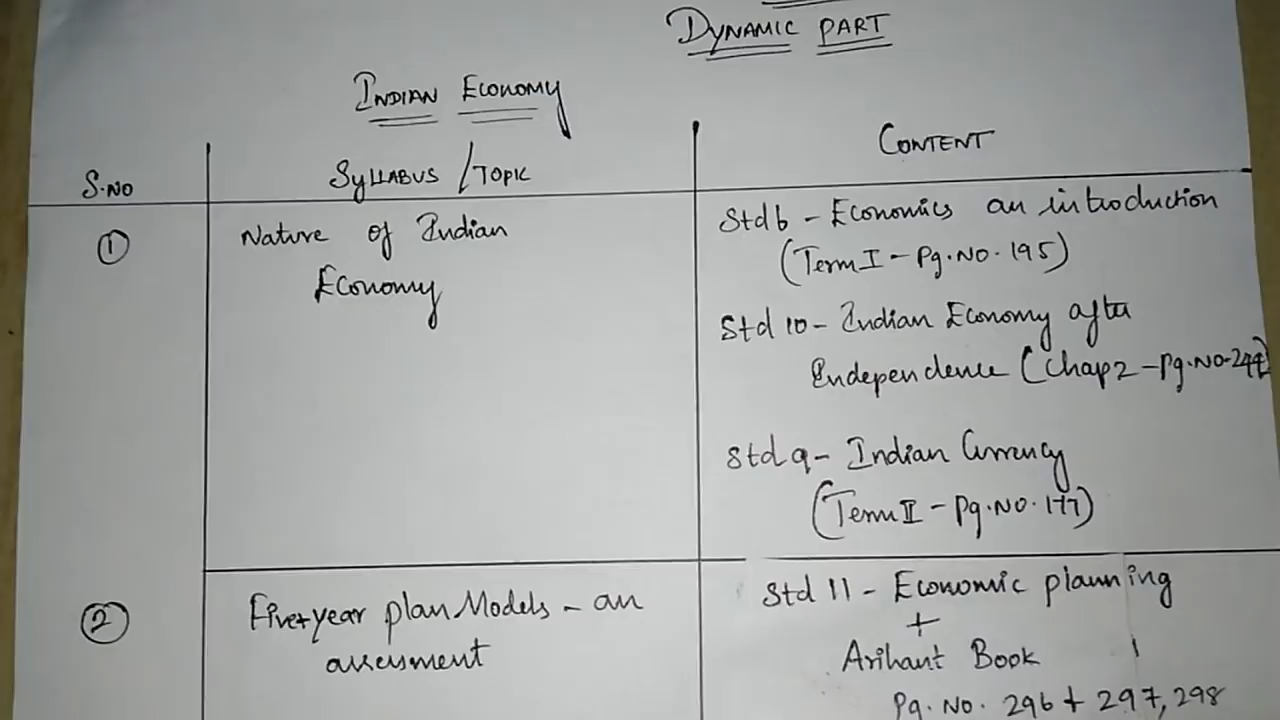 DYNAMIC PART
INDIAN ECONOMY
S.NO
SYLLABUS / TOPIC
CONTENT
①
Nature of Indian
Economy
Std 6 - Economics an introduction
(Term I - Pg.No. 195)
Std 10 - Indian Economy after
Independence (Chap 2 - Pg.No-244)
Std 9 - Indian Currency
(Term II - Pg.No. 177)
②
Five year plan Models - an
assessment
Std 11 - Economic planning
+
Arihant Book
Pg. No. 296 + 297, 298